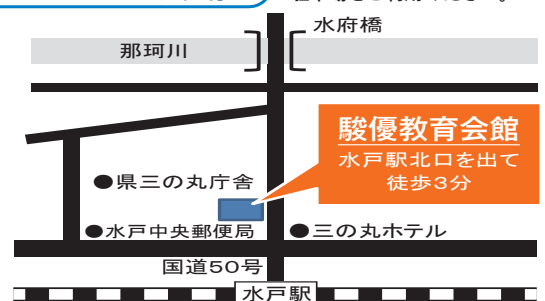 水府橋
那珂川
駿優教育会館
水戸駅北口を出て
徒歩3分
●県三の丸庁舎
●水戸中央郵便局
●三の丸ホテル
国道50号
水戸駅